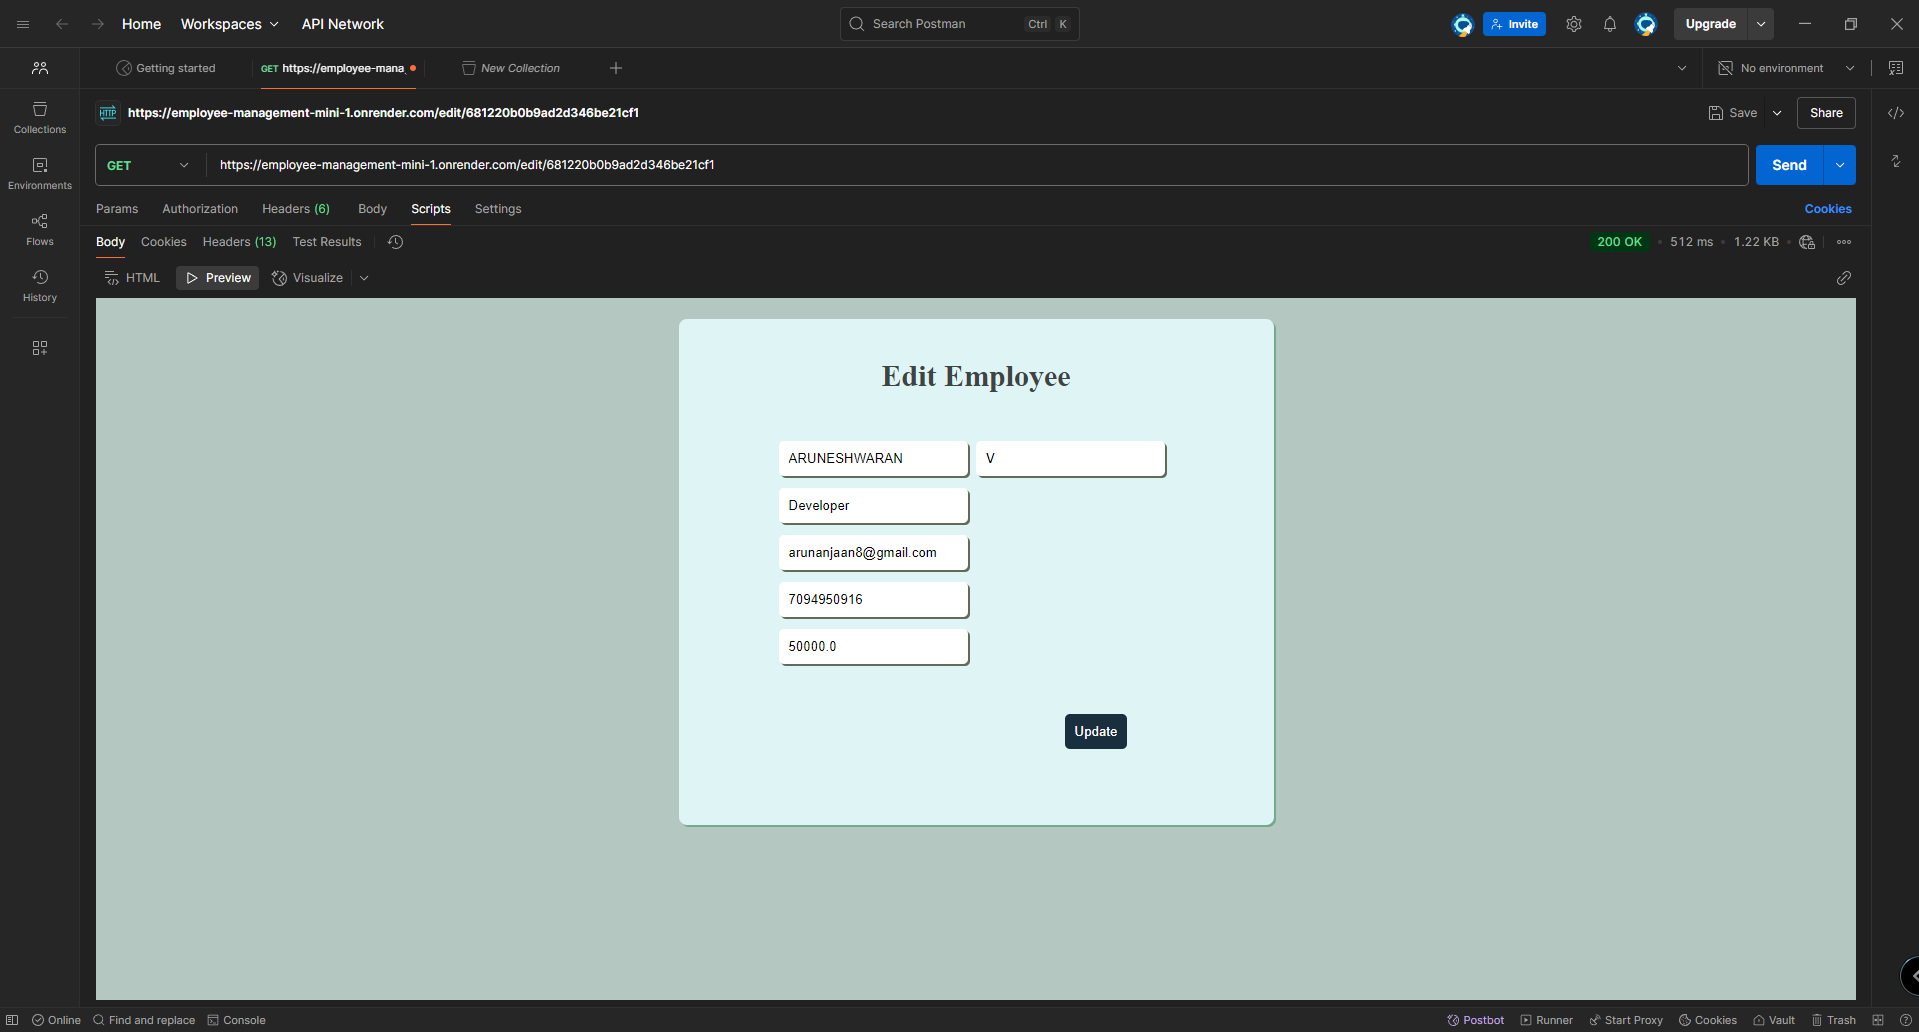 Home Workspaces API Network Search Postman Ctrl K Invite Upgrade
Getting started GET https://employee-mana New Collection No environment
HTTP https://employee-management-mini-1.onrender.com/edit/681220b0b9ad2d346be21cf1 Save Share
Collections
GET https://employee-management-mini-1.onrender.com/edit/681220b0b9ad2d346be21cf1 Send
Environments
Params Authorization Headers (6) Body Scripts Settings Cookies
Flows
Body Cookies Headers (13) Test Results 200 OK 512 ms 1.22 KB
HTML Preview Visualize
History
Edit Employee
ARUNESHWARAN V
Developer
arunanjaan8@gmail.com
7094950916
50000.0
Update
Online Find and replace Console Postbot Runner Start Proxy Cookies Vault Trash